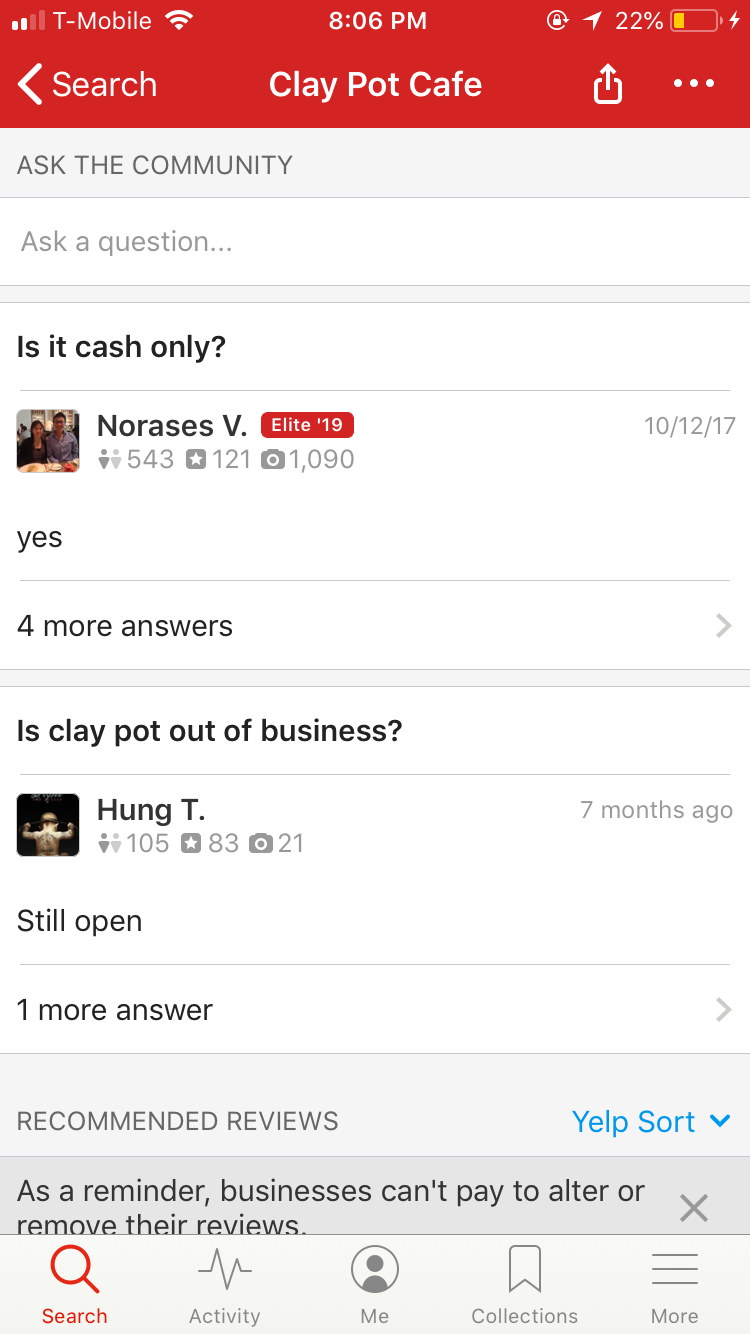 T-Mobile 8:06 PM 22%
Search Clay Pot Cafe
ASK THE COMMUNITY
Ask a question...
Is it cash only?
Norases V. Elite '19 10/12/17
543 121 1,090
yes
4 more answers
Is clay pot out of business?
Hung T. 7 months ago
105 83 21
Still open
1 more answer
RECOMMENDED REVIEWS Yelp Sort
As a reminder, businesses can't pay to alter or
remove their reviews.
Search Activity Me Collections More